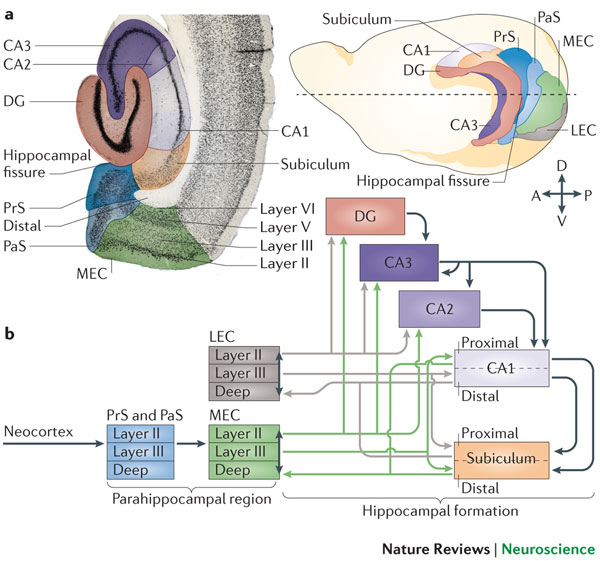 a
CA3
CA2
DG
Hippocampal
fissure
PrS
Distal
PaS
MEC
CA1
Subiculum
Layer VI
Layer V
Layer III
Layer II
Subiculum
CA1
DG
PrS
PaS
MEC
CA3
LEC
Hippocampal fissure
D
A
P
V
b
DG
CA3
CA2
LEC
Layer II
Layer III
Deep
Proximal
CA1
Distal
Neocortex
PrS and PaS
Layer II
Layer III
Deep
MEC
Layer II
Layer III
Deep
Proximal
Subiculum
Distal
Parahippocampal region
Hippocampal formation
Nature Reviews | Neuroscience